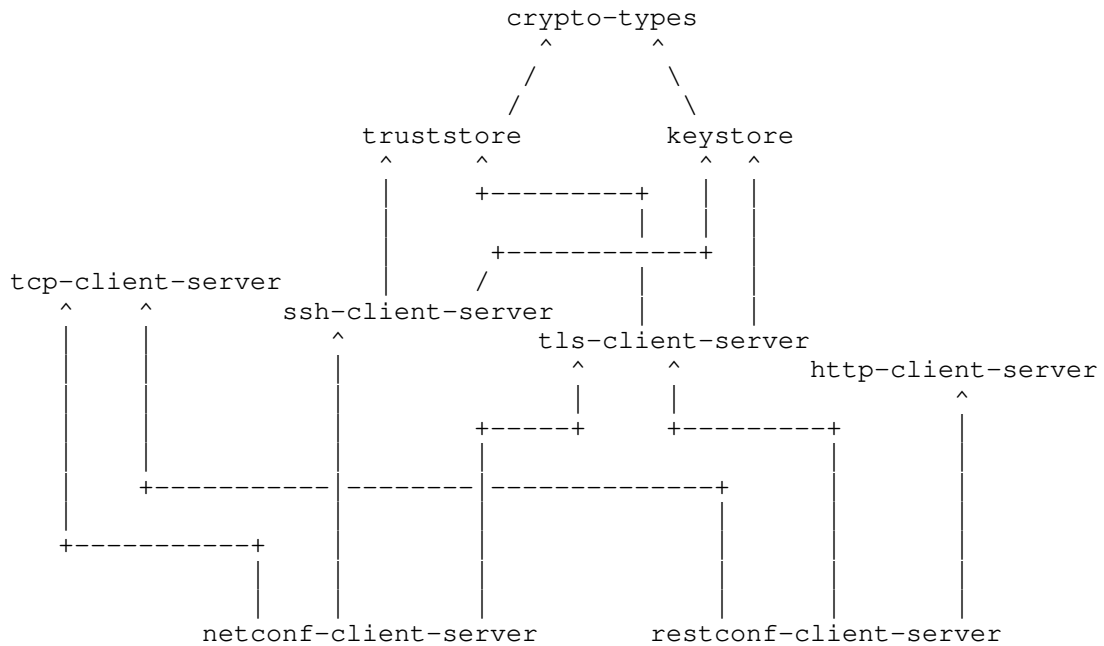 crypto-types
truststore keystore
tcp-client-server
ssh-client-server
tls-client-server
http-client-server
netconf-client-server restconf-client-server